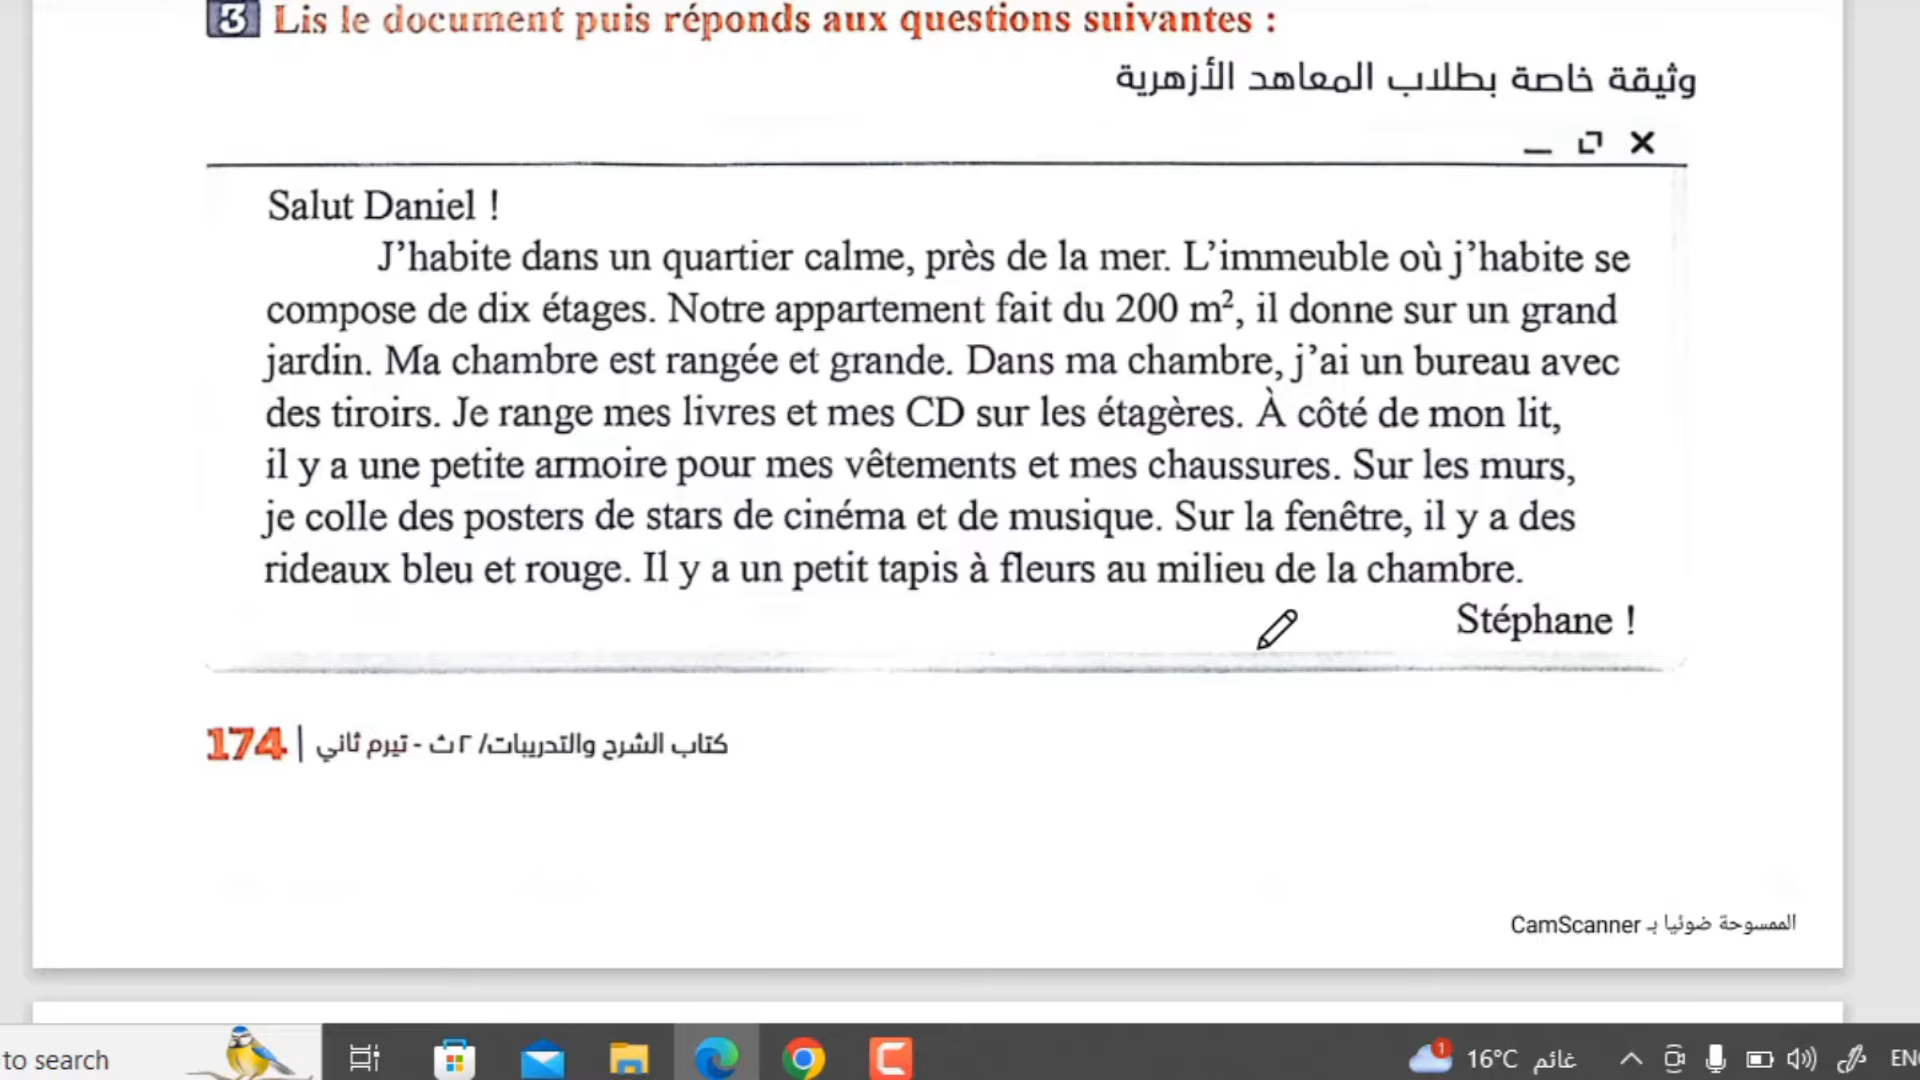 3 Lis le document puis réponds aux questions suivantes :
وثيقة خاصة بطلاب المعاهد الأزهرية
Salut Daniel !
J’habite dans un quartier calme, près de la mer. L’immeuble où j’habite se
compose de dix étages. Notre appartement fait du 200 m², il donne sur un grand
jardin. Ma chambre est rangée et grande. Dans ma chambre, j’ai un bureau avec
des tiroirs. Je range mes livres et mes CD sur les étagères. À côté de mon lit,
il y a une petite armoire pour mes vêtements et mes chaussures. Sur les murs,
je colle des posters de stars de cinéma et de musique. Sur la fenêtre, il y a des
rideaux bleu et rouge. Il y a un petit tapis à fleurs au milieu de la chambre.
Stéphane !
174 | كتاب الشرح والتدريبات/ ٢ ث - تيرم ثاني
الممسوحة ضوئيا بـ CamScanner
to search
1 16°C غائم ENG